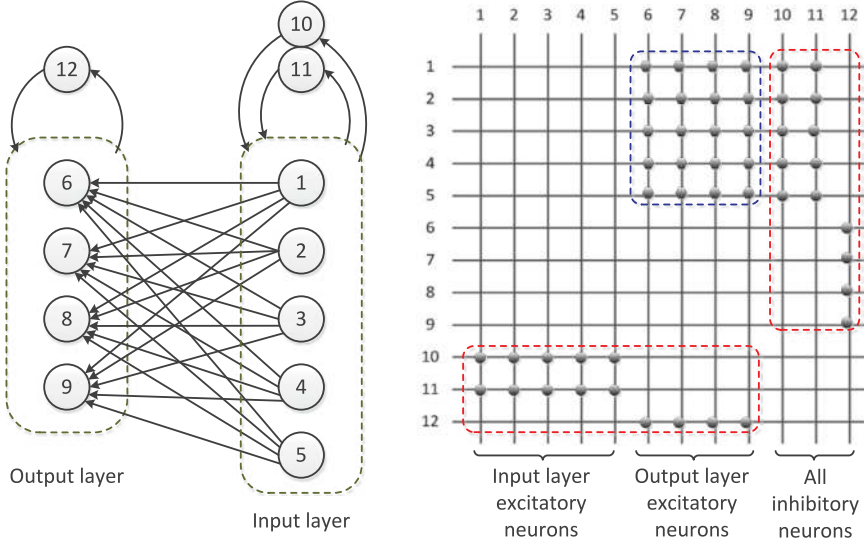 10
12
11
6
1
7
2
8
3
9
4
5
Output layer
Input layer
1 2 3 4 5 6 7 8 9 10 11 12
1
2
3
4
5
6
7
8
9
10
11
12
Input layer
excitatory
neurons
Output layer
excitatory
neurons
All
inhibitory
neurons